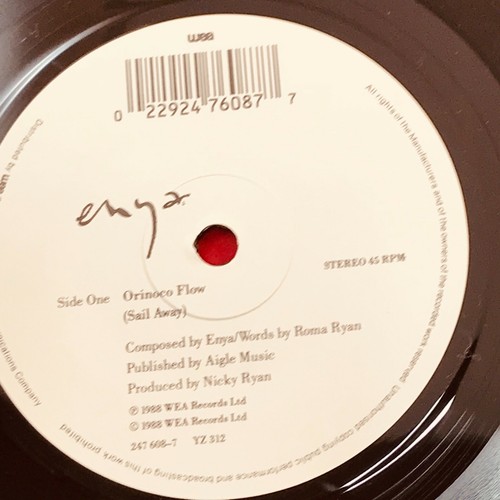 wea
0 22924 76087 7
enya
STEREO 45 RPM
Side One Orinoco Flow
(Sail Away)
Composed by Enya/Words by Roma Ryan
Published by Aigle Music
Produced by Nicky Ryan
℗ 1988 WEA Records Ltd
© 1988 WEA Records Ltd
247 608-7 YZ 312
All rights of the Manufacturers and of the owners of the recorded work reserved. Unauthorised copying public performance and broadcasting of this work prohibited
Distributed by
ications Company